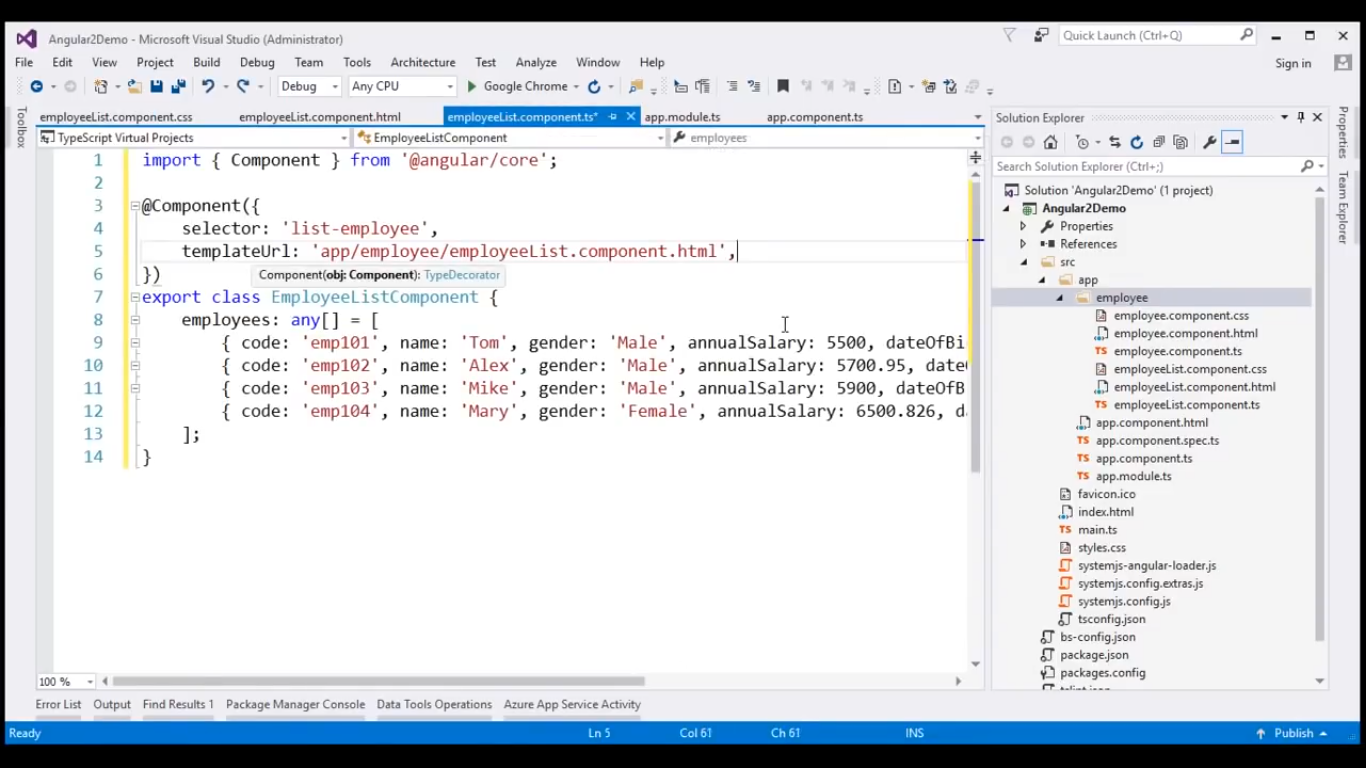 Angular2Demo - Microsoft Visual Studio (Administrator)
Quick Launch (Ctrl+Q)
File Edit View Project Build Debug Team Tools Architecture Test Analyze Window Help
Sign in
Debug Any CPU Google Chrome
Toolbox
employeeList.component.css employeeList.component.html employeeList.component.ts* app.module.ts app.component.ts
TypeScript Virtual Projects EmployeeListComponent employees
1 import { Component } from '@angular/core';
2
3 @Component({
4 selector: 'list-employee',
5 templateUrl: 'app/employee/employeeList.component.html',
6 })
Component(obj: Component): TypeDecorator
7 export class EmployeeListComponent {
8 employees: any[] = [
9 { code: 'emp101', name: 'Tom', gender: 'Male', annualSalary: 5500, dateOfBi
10 { code: 'emp102', name: 'Alex', gender: 'Male', annualSalary: 5700.95, date
11 { code: 'emp103', name: 'Mike', gender: 'Male', annualSalary: 5900, dateOfB
12 { code: 'emp104', name: 'Mary', gender: 'Female', annualSalary: 6500.826, d
13 ];
14 }
100 %
Solution Explorer
Search Solution Explorer (Ctrl+;)
Solution 'Angular2Demo' (1 project)
Angular2Demo
Properties
References
src
app
employee
employee.component.css
employee.component.html
employee.component.ts
employeeList.component.css
employeeList.component.html
employeeList.component.ts
app.component.html
app.component.spec.ts
app.component.ts
app.module.ts
favicon.ico
index.html
main.ts
styles.css
systemjs-angular-loader.js
systemjs.config.extras.js
systemjs.config.js
tsconfig.json
bs-config.json
package.json
packages.config
Properties
Team Explorer
Error List Output Find Results 1 Package Manager Console Data Tools Operations Azure App Service Activity
Ready Ln 5 Col 61 Ch 61 INS Publish